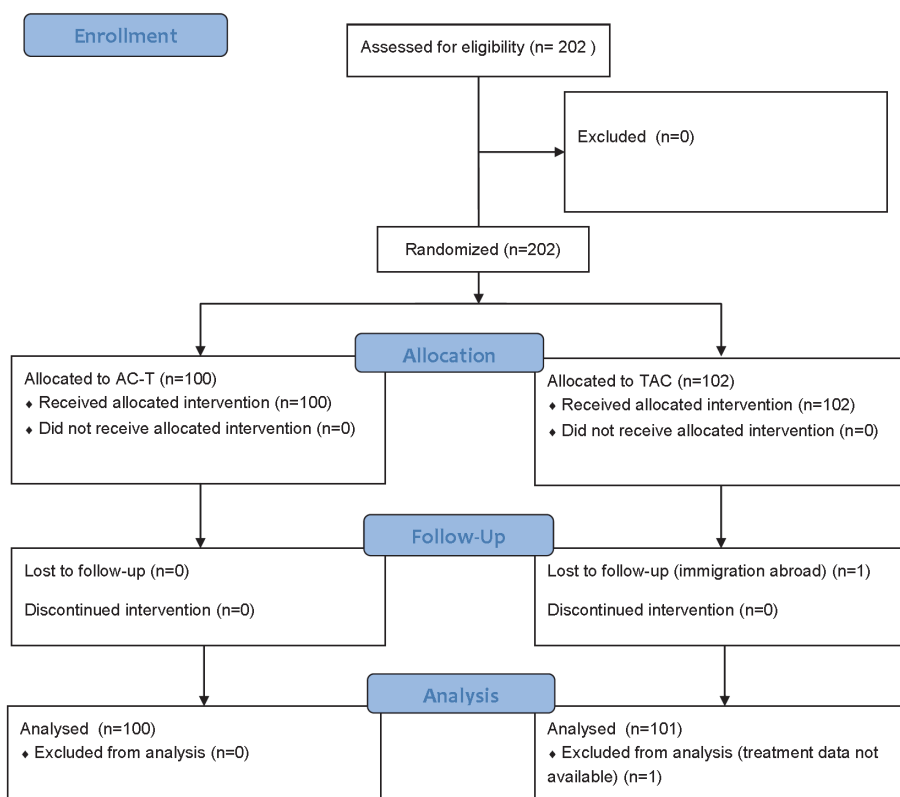 Enrollment
Assessed for eligibility (n= 202 )
Excluded (n=0)
Randomized (n=202)
Allocation
Allocated to AC-T (n=100)
♦ Received allocated intervention (n=100)
♦ Did not receive allocated intervention (n=0)
Allocated to TAC (n=102)
♦ Received allocated intervention (n=102)
♦ Did not receive allocated intervention (n=0)
Follow-Up
Lost to follow-up (n=0)
Discontinued intervention (n=0)
Lost to follow-up (immigration abroad) (n=1)
Discontinued intervention (n=0)
Analysis
Analysed (n=100)
♦ Excluded from analysis (n=0)
Analysed (n=101)
♦ Excluded from analysis (treatment data not
available) (n=1)